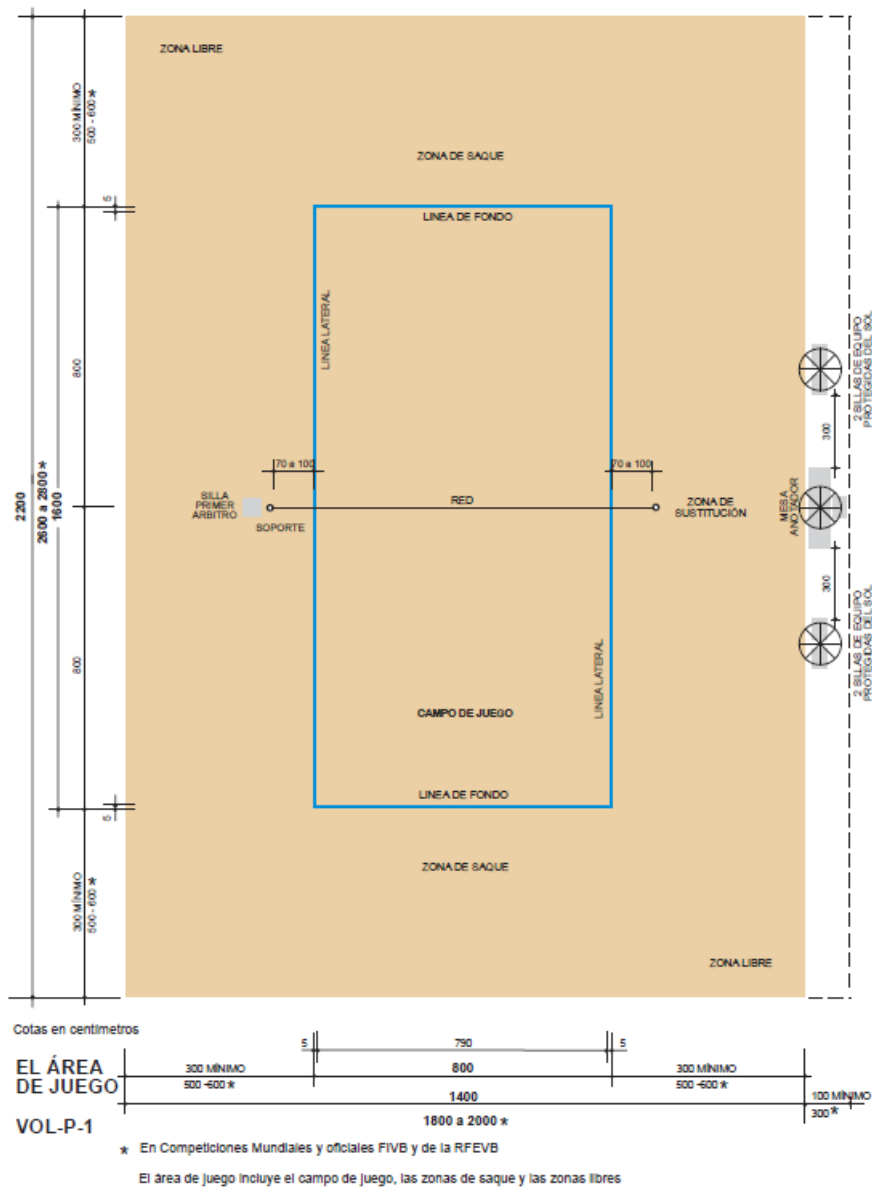 ZONA LIBRE
300 MÍNIMO
500 - 600 *
ZONA DE SAQUE
5
LINEA DE FONDO
LINEA LATERAL
800
2 SILLAS DE EQUIPO
PROTEGIDAS DEL SOL
300
70 a 100
70 a 100
2200
2600 a 2800 *
1600
SILLA
PRIMER
ARBITRO
SOPORTE
RED
ZONA DE
SUSTITUCIÓN
MESA
ANOTADOR
300
2 SILLAS DE EQUIPO
PROTEGIDAS DEL SOL
800
LINEA LATERAL
CAMPO DE JUEGO
LINEA DE FONDO
5
ZONA DE SAQUE
300 MÍNIMO
500 - 600 *
ZONA LIBRE
Cotas en centimetros
5 790 5
EL ÁREA
DE JUEGO
300 MÍNIMO 800 300 MÍNIMO
500 -600 * 500 -600 *
1400 100 MÍNIMO
1800 a 2000 * 300 *
VOL-P-1
* En Competiciones Mundiales y oficiales FIVB y de la RFEVB
El área de juego incluye el campo de juego, las zonas de saque y las zonas libres